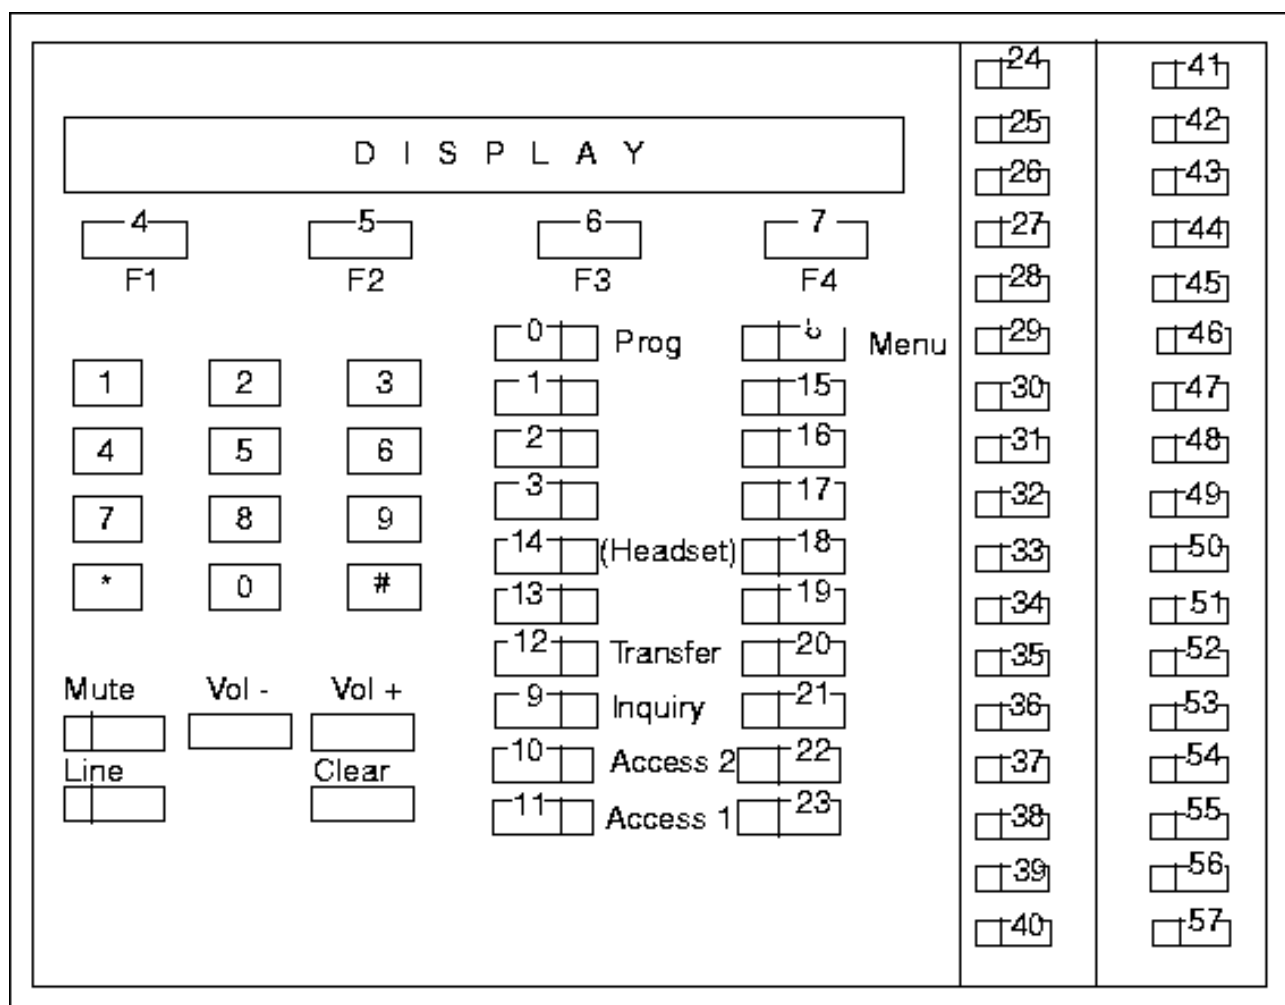 24 41
DISPLAY 25 42
26 43
4 5 6 7 27 44
F1 F2 F3 F4 28 45
0 Prog Menu 29 46
1 2 3 1 15 30 47
4 5 6 2 16 31 48
7 8 9 3 17 32 49
* 0 # 14 (Headset) 18 33 50
13 19 34 51
12 Transfer 20 35 52
Mute Vol - Vol + 9 Inquiry 21 36 53
Line Clear 10 Access 2 22 37 54
11 Access 1 23 38 55
39 56
40 57